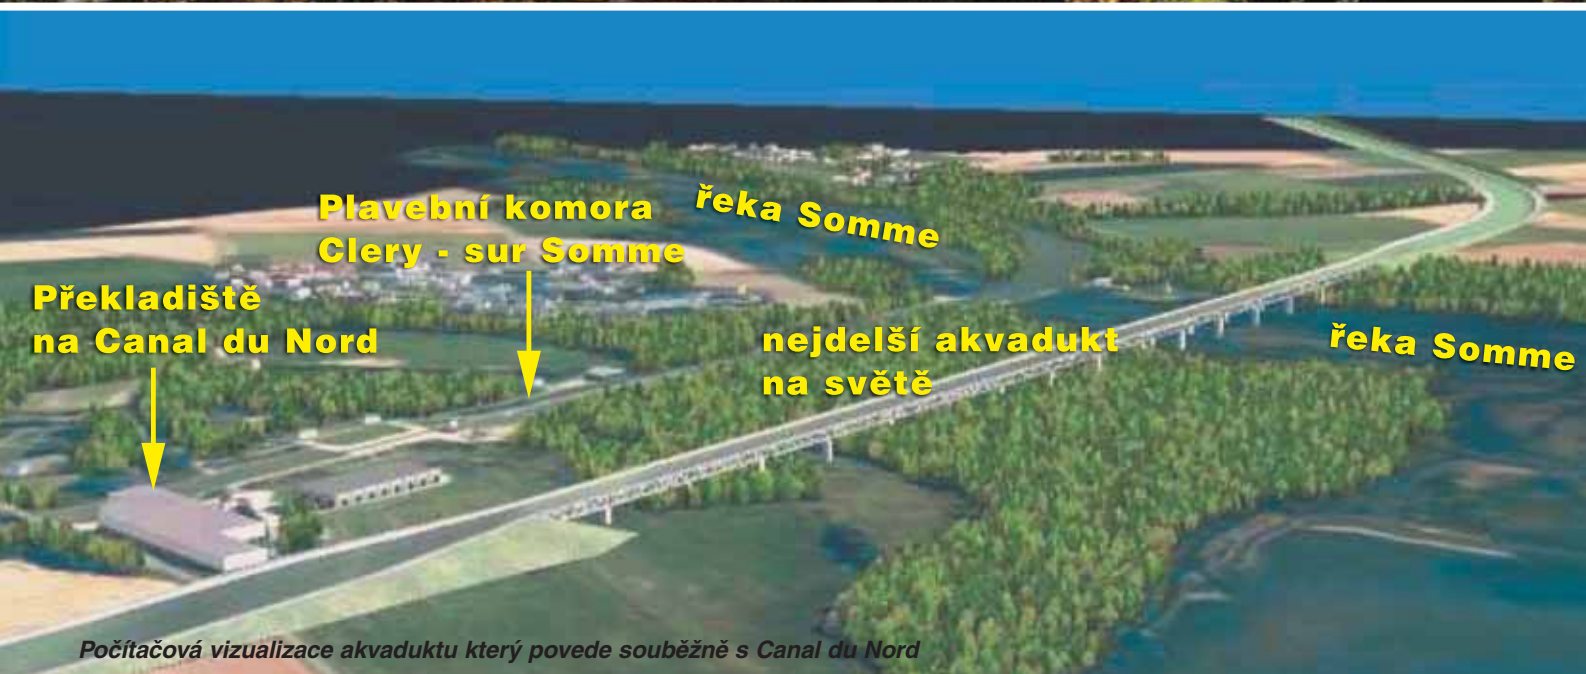 Plavební komora
Clery - sur Somme
řeka Somme
Překladiště
na Canal du Nord
nejdelší akvadukt
na světě
řeka Somme
Počítačová vizualizace akvaduktu který povede souběžně s Canal du Nord